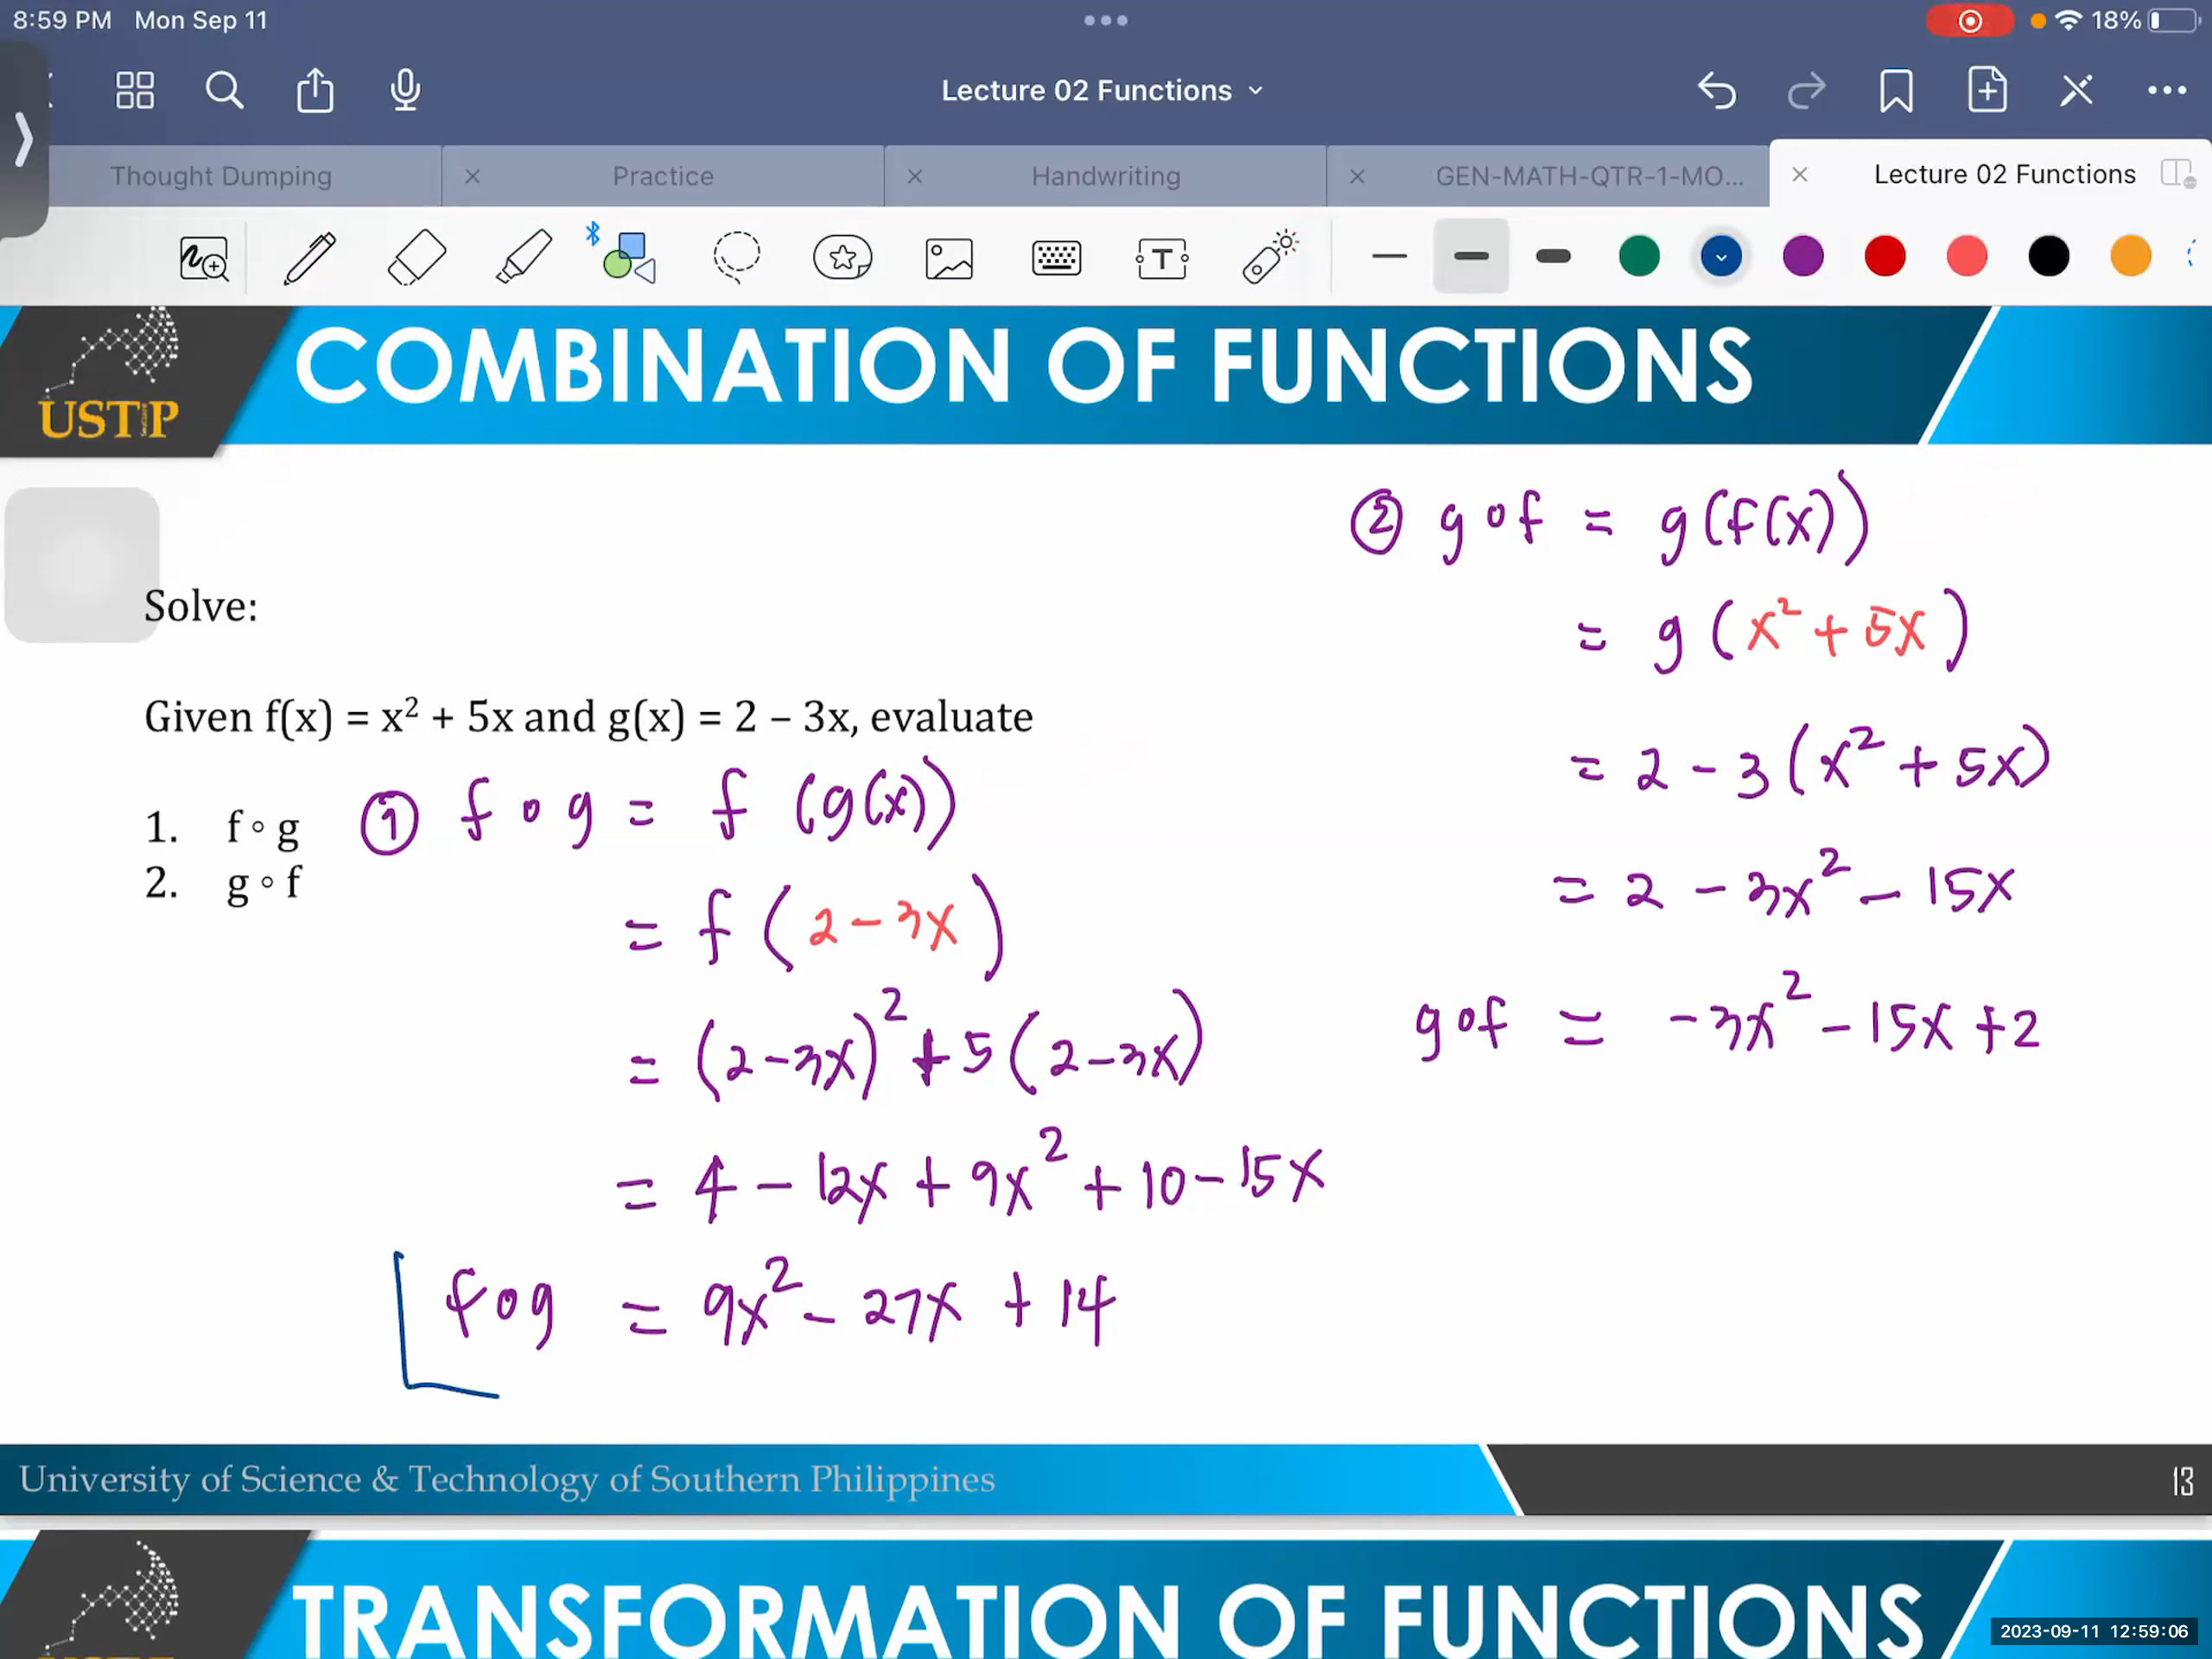 8:59 PM Mon Sep 11
18%
Lecture 02 Functions
Thought Dumping
Practice
Handwriting
GEN-MATH-QTR-1-MO...
Lecture 02 Functions
T
USTP
COMBINATION OF FUNCTIONS
Solve:
Given f(x) = x² + 5x and g(x) = 2 – 3x, evaluate
1. f ∘ g
2. g ∘ f
① f o g = f (g(x))
= f (2 - 3x)
= (2-3x)² + 5(2-3x)
= 4 - 12x + 9x² + 10 - 15x
f o g = 9x² - 27x + 14
② g o f = g(f(x))
= g (x² + 5x)
= 2 - 3(x² + 5x)
= 2 - 3x² - 15x
g o f = -3x² - 15x + 2
University of Science & Technology of Southern Philippines
13
TRANSFORMATION OF FUNCTIONS
2023-09-11 12:59:06